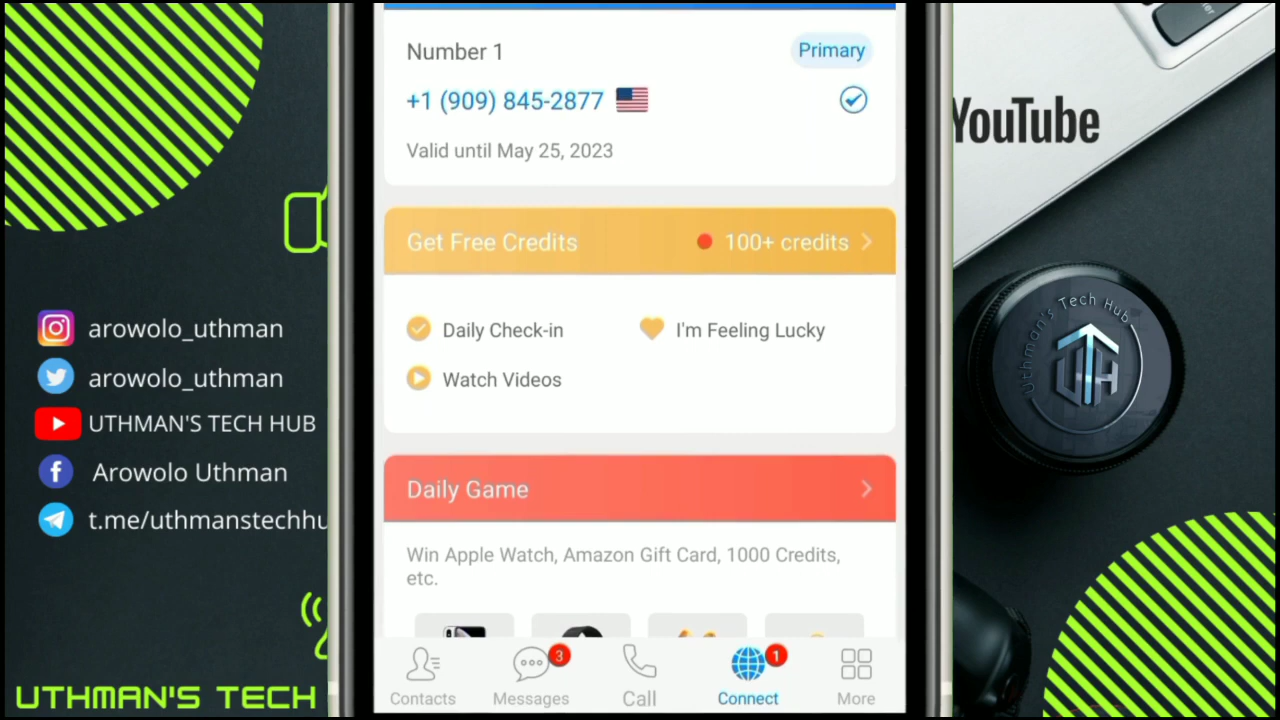 Number 1
Primary
+1 (909) 845-2877
Valid until May 25, 2023
Get Free Credits
100+ credits
Daily Check-in
I'm Feeling Lucky
Watch Videos
Daily Game
Win Apple Watch, Amazon Gift Card, 1000 Credits,
etc.
Contacts
3
Messages
Call
1
Connect
More
arowolo_uthman
arowolo_uthman
UTHMAN'S TECH HUB
Arowolo Uthman
t.me/uthmanstechhu
UTHMAN'S TECH
YouTube
Uthman's Tech Hub
UTH